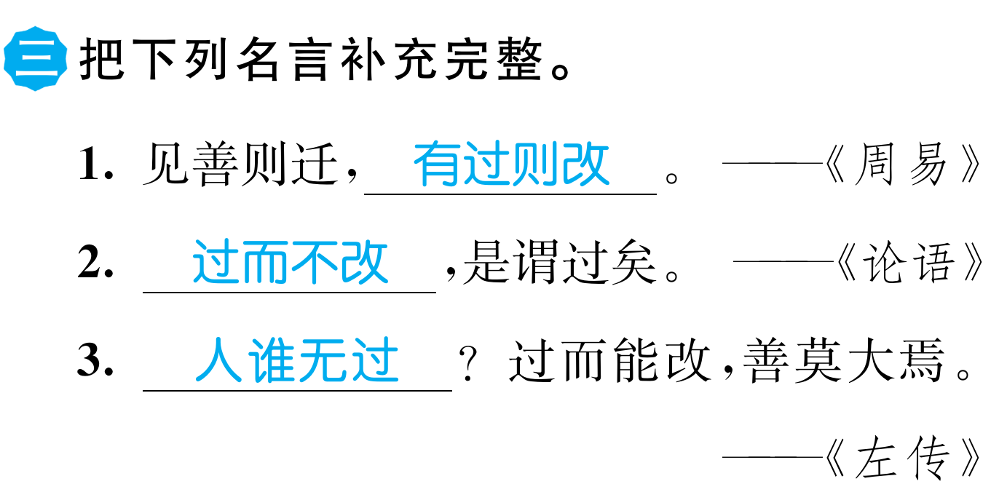 三 把下列名言补充完整。
1. 见善则迁，有过则改。 ——《周易》
2. 过而不改，是谓过矣。 ——《论语》
3. 人谁无过？过而能改，善莫大焉。
——《左传》